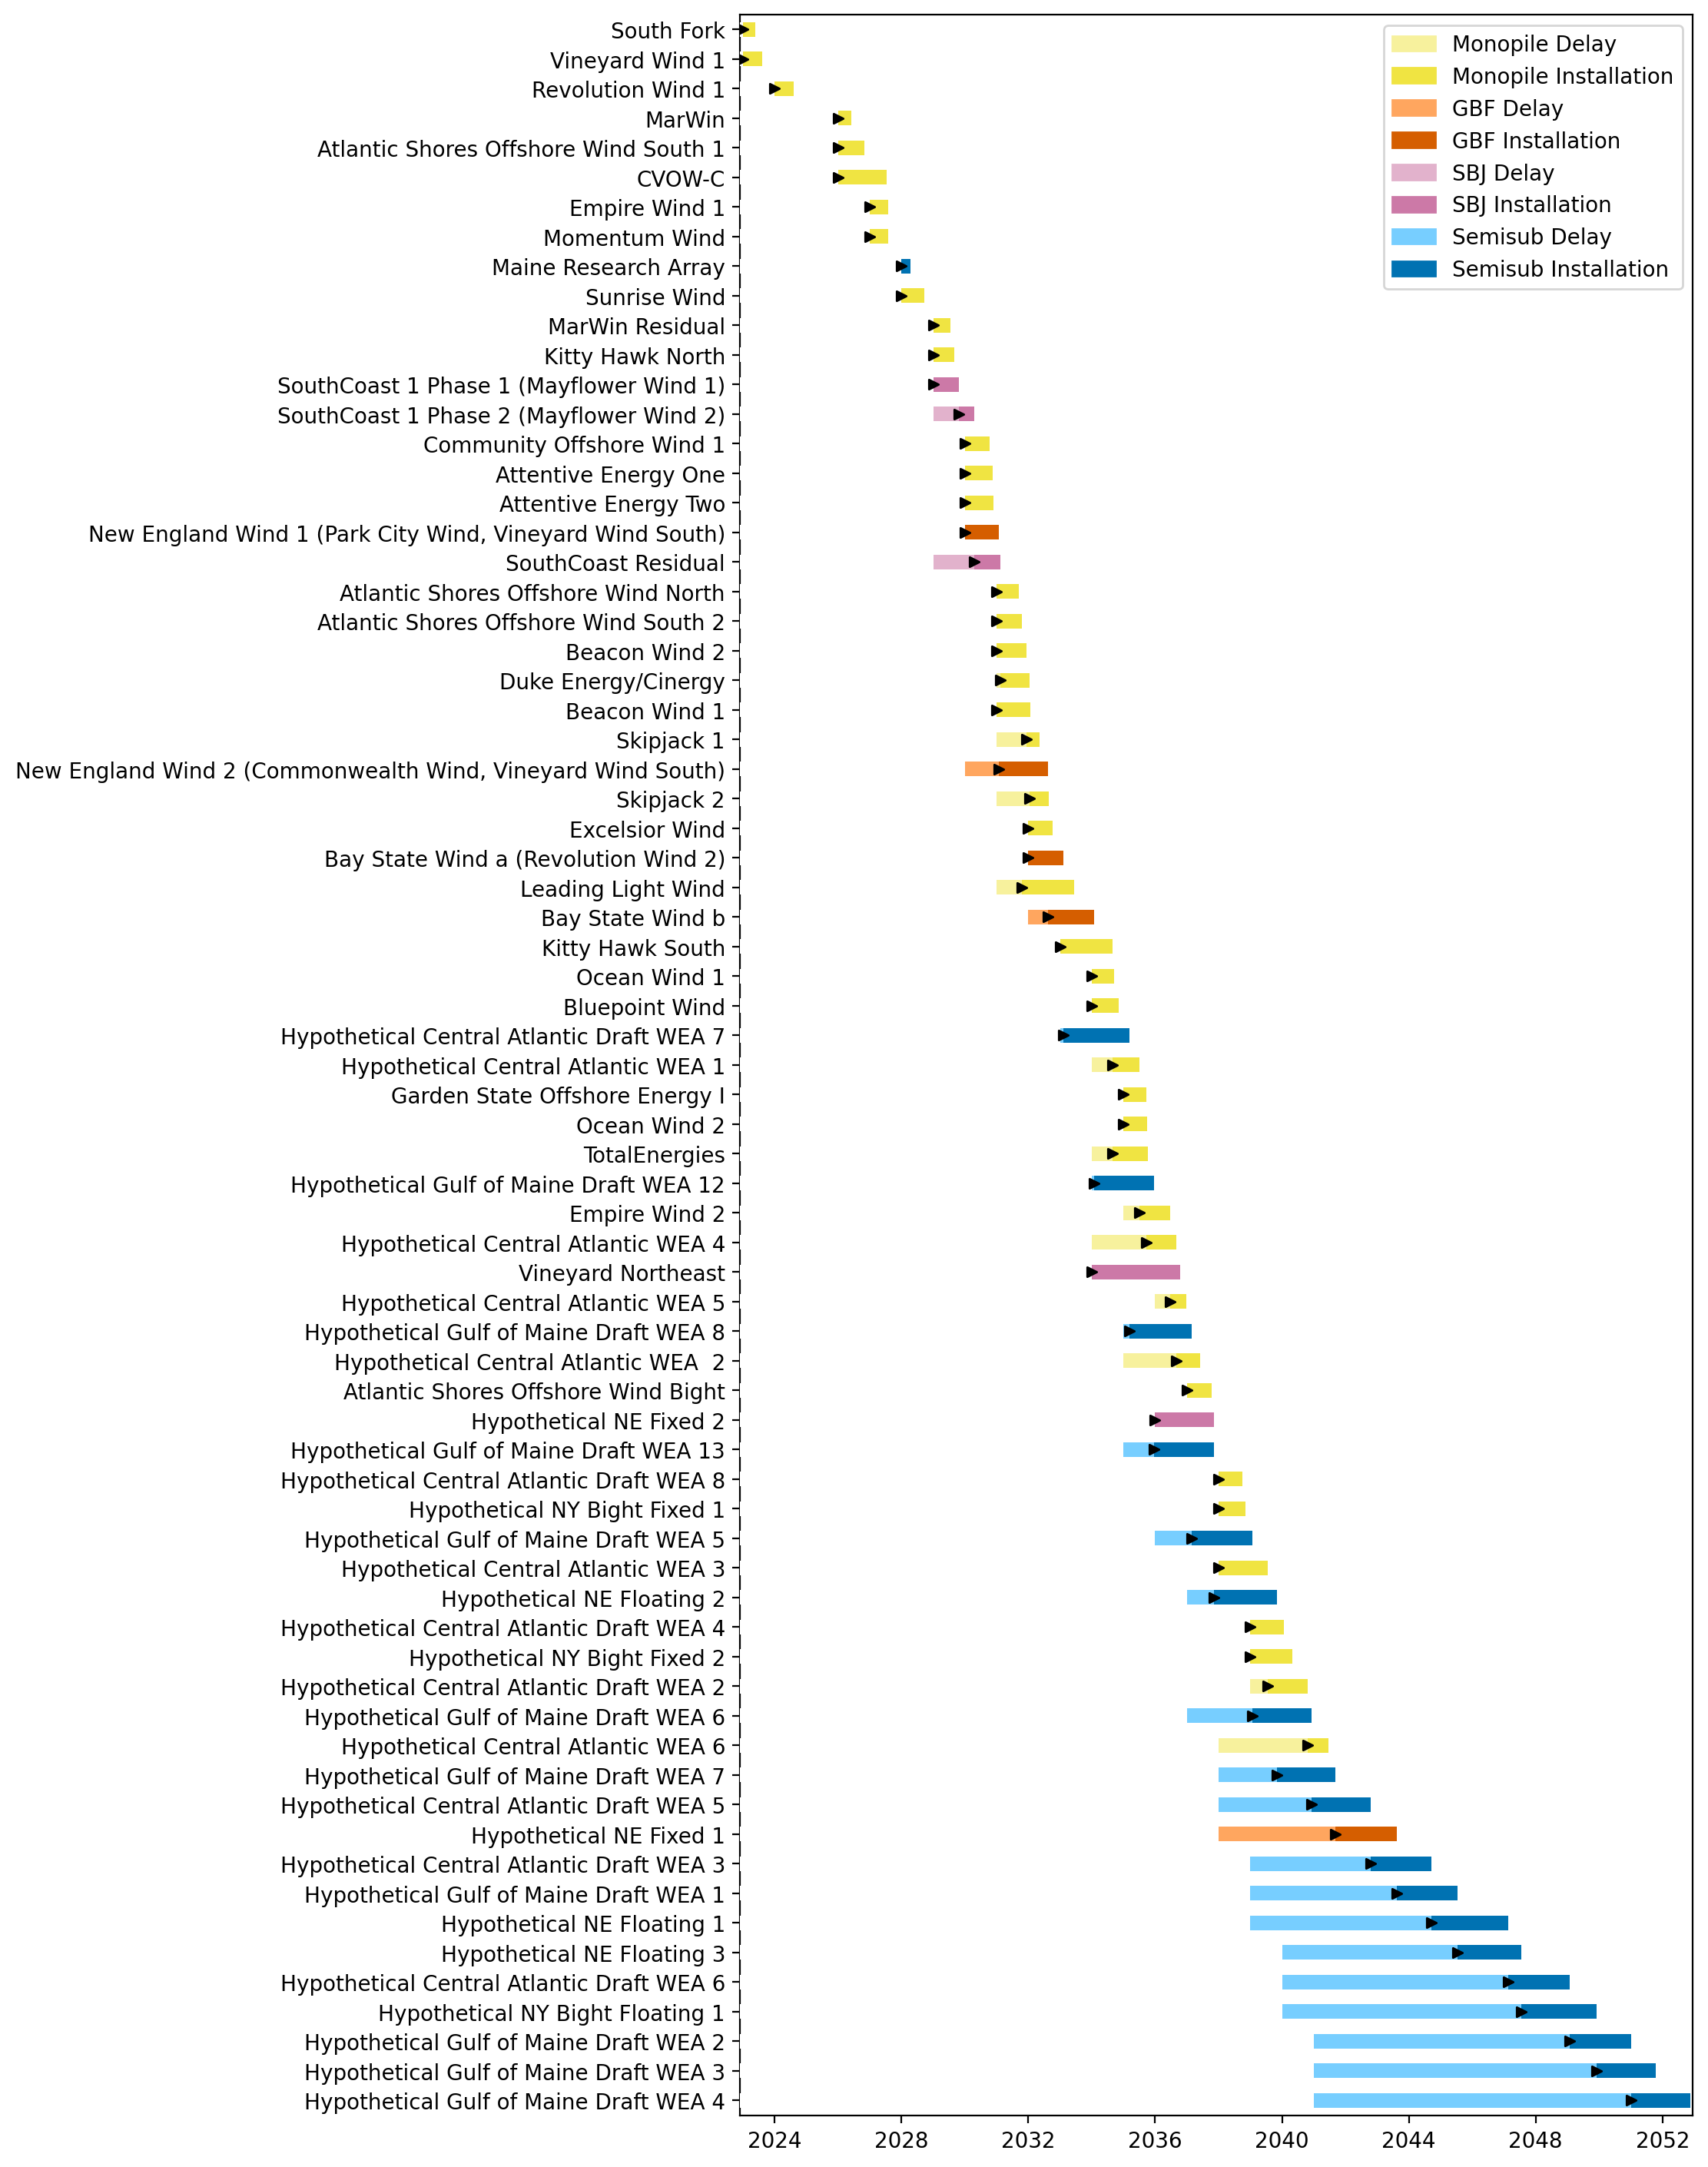 South Fork
Vineyard Wind 1
Revolution Wind 1
MarWin
Atlantic Shores Offshore Wind South 1
CVOW-C
Empire Wind 1
Momentum Wind
Maine Research Array
Sunrise Wind
MarWin Residual
Kitty Hawk North
SouthCoast 1 Phase 1 (Mayflower Wind 1)
SouthCoast 1 Phase 2 (Mayflower Wind 2)
Community Offshore Wind 1
Attentive Energy One
Attentive Energy Two
New England Wind 1 (Park City Wind, Vineyard Wind South)
SouthCoast Residual
Atlantic Shores Offshore Wind North
Atlantic Shores Offshore Wind South 2
Beacon Wind 2
Duke Energy/Cinergy
Beacon Wind 1
Skipjack 1
New England Wind 2 (Commonwealth Wind, Vineyard Wind South)
Skipjack 2
Excelsior Wind
Bay State Wind a (Revolution Wind 2)
Leading Light Wind
Bay State Wind b
Kitty Hawk South
Ocean Wind 1
Bluepoint Wind
Hypothetical Central Atlantic Draft WEA 7
Hypothetical Central Atlantic WEA 1
Garden State Offshore Energy I
Ocean Wind 2
TotalEnergies
Hypothetical Gulf of Maine Draft WEA 12
Empire Wind 2
Hypothetical Central Atlantic WEA 4
Vineyard Northeast
Hypothetical Central Atlantic WEA 5
Hypothetical Gulf of Maine Draft WEA 8
Hypothetical Central Atlantic WEA  2
Atlantic Shores Offshore Wind Bight
Hypothetical NE Fixed 2
Hypothetical Gulf of Maine Draft WEA 13
Hypothetical Central Atlantic Draft WEA 8
Hypothetical NY Bight Fixed 1
Hypothetical Gulf of Maine Draft WEA 5
Hypothetical Central Atlantic WEA 3
Hypothetical NE Floating 2
Hypothetical Central Atlantic Draft WEA 4
Hypothetical NY Bight Fixed 2
Hypothetical Central Atlantic Draft WEA 2
Hypothetical Gulf of Maine Draft WEA 6
Hypothetical Central Atlantic WEA 6
Hypothetical Gulf of Maine Draft WEA 7
Hypothetical Central Atlantic Draft WEA 5
Hypothetical NE Fixed 1
Hypothetical Central Atlantic Draft WEA 3
Hypothetical Gulf of Maine Draft WEA 1
Hypothetical NE Floating 1
Hypothetical NE Floating 3
Hypothetical Central Atlantic Draft WEA 6
Hypothetical NY Bight Floating 1
Hypothetical Gulf of Maine Draft WEA 2
Hypothetical Gulf of Maine Draft WEA 3
Hypothetical Gulf of Maine Draft WEA 4
Monopile Delay
Monopile Installation
GBF Delay
GBF Installation
SBJ Delay
SBJ Installation
Semisub Delay
Semisub Installation
2024 2028 2032 2036 2040 2044 2048 2052